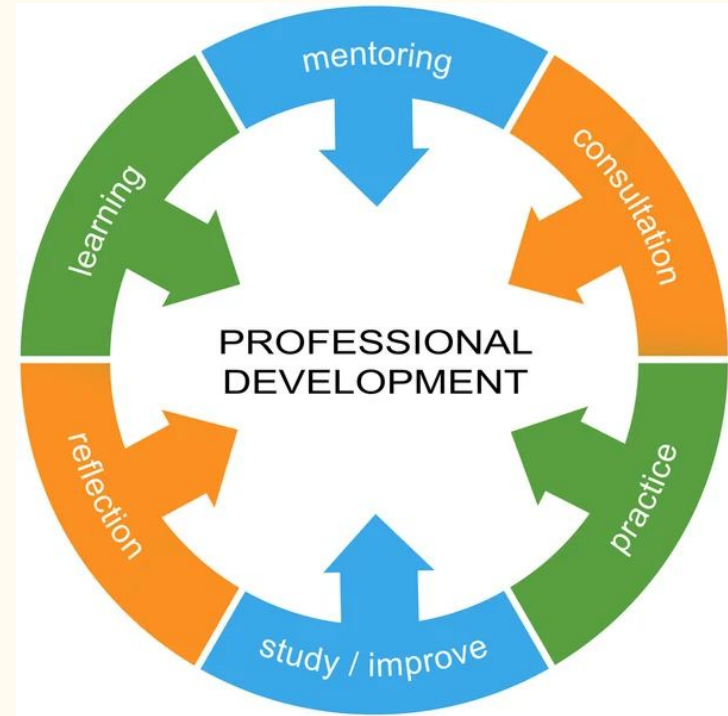 mentoring
consultation
learning
PROFESSIONAL
DEVELOPMENT
reflection
practice
study / improve